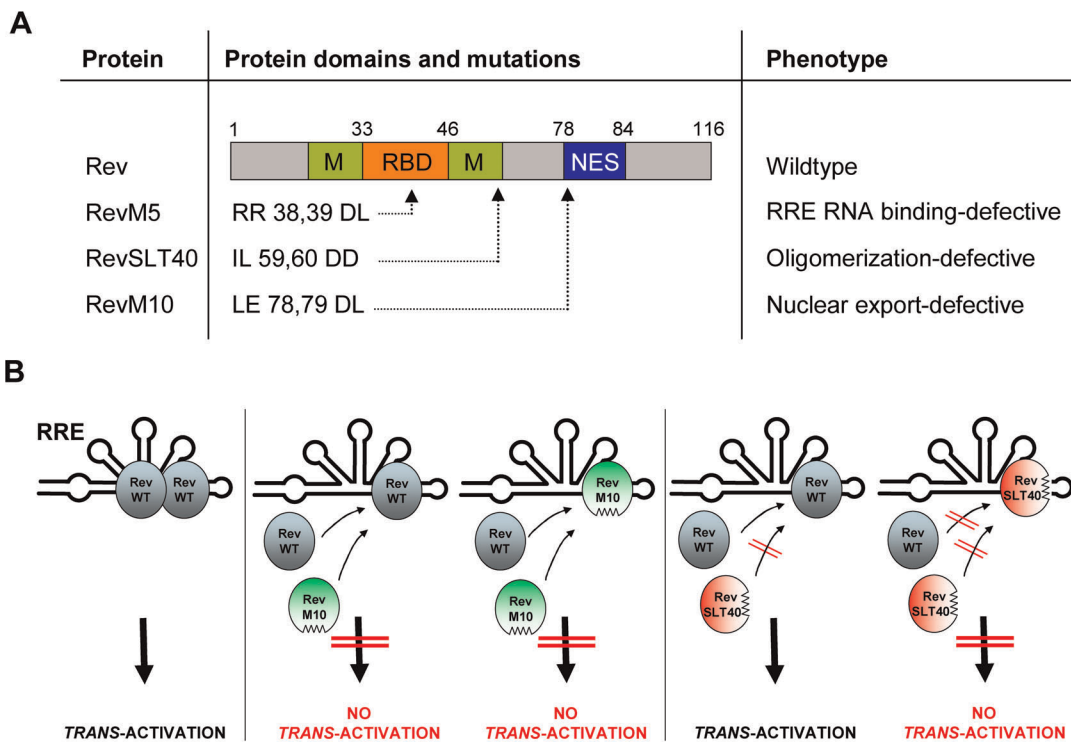 A
Protein Protein domains and mutations Phenotype
1 33 46 78 84 116
Rev M RBD M NES Wildtype
RevM5 RR 38,39 DL RRE RNA binding-defective
RevSLT40 IL 59,60 DD Oligomerization-defective
RevM10 LE 78,79 DL Nuclear export-defective
B
RRE
Rev WT
Rev WT
TRANS-ACTIVATION
Rev WT
Rev WT
Rev M10
NO
TRANS-ACTIVATION
Rev M10
Rev WT
Rev M10
NO
TRANS-ACTIVATION
Rev WT
Rev WT
Rev SLT40
TRANS-ACTIVATION
Rev SLT40
Rev WT
Rev SLT40
NO
TRANS-ACTIVATION